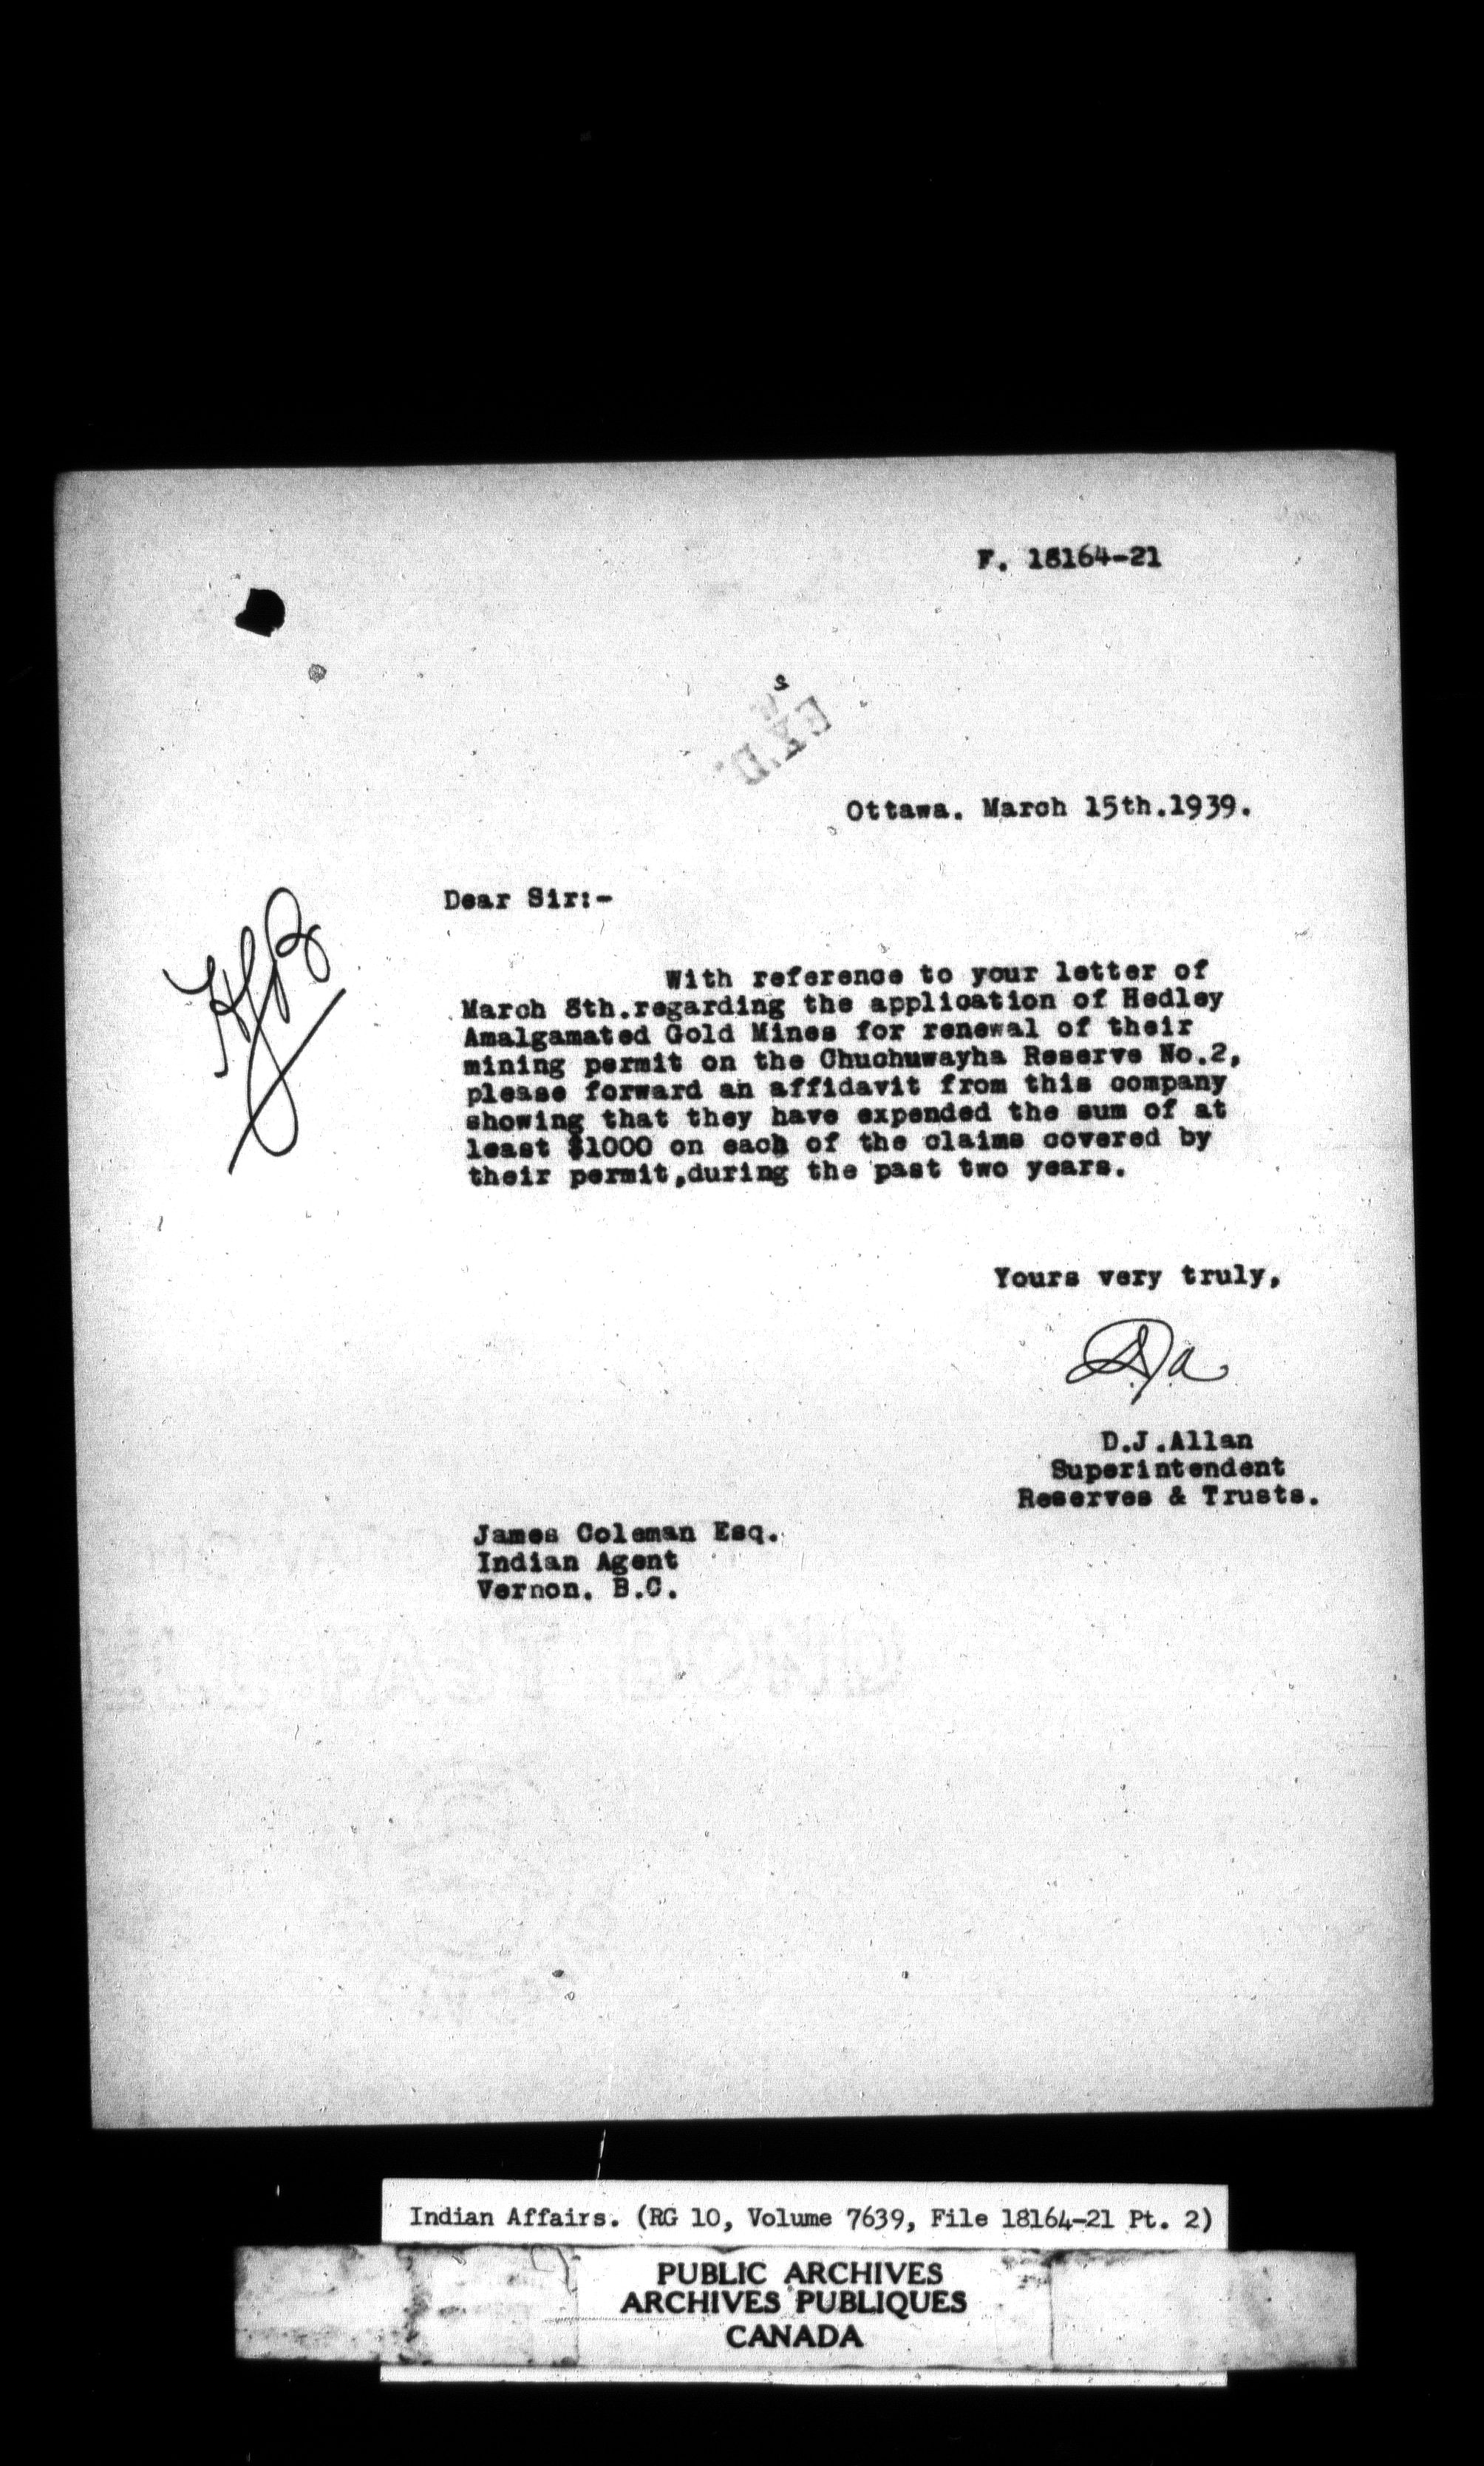 F. 18164-21
Ottawa. March 15th.1939.
Dear Sir:-
With reference to your letter of
March 8th.regarding the application of Hedley
Amalgamated Gold Mines for renewal of their
mining permit on the Chuchuwayha Reserve No.2,
please forward an affidavit from this company
showing that they have expended the sum of at
least $1000 on each of the claims covered by
their permit,during the past two years.
Yours very truly,
D.J.A.
D.J.Allan
Superintendent
Reserves & Trusts.
James Coleman Esq.
Indian Agent
Vernon. B.C.
Indian Affairs. (RG 10, Volume 7639, File 18164-21 Pt. 2)
PUBLIC ARCHIVES
ARCHIVES PUBLIQUES
CANADA